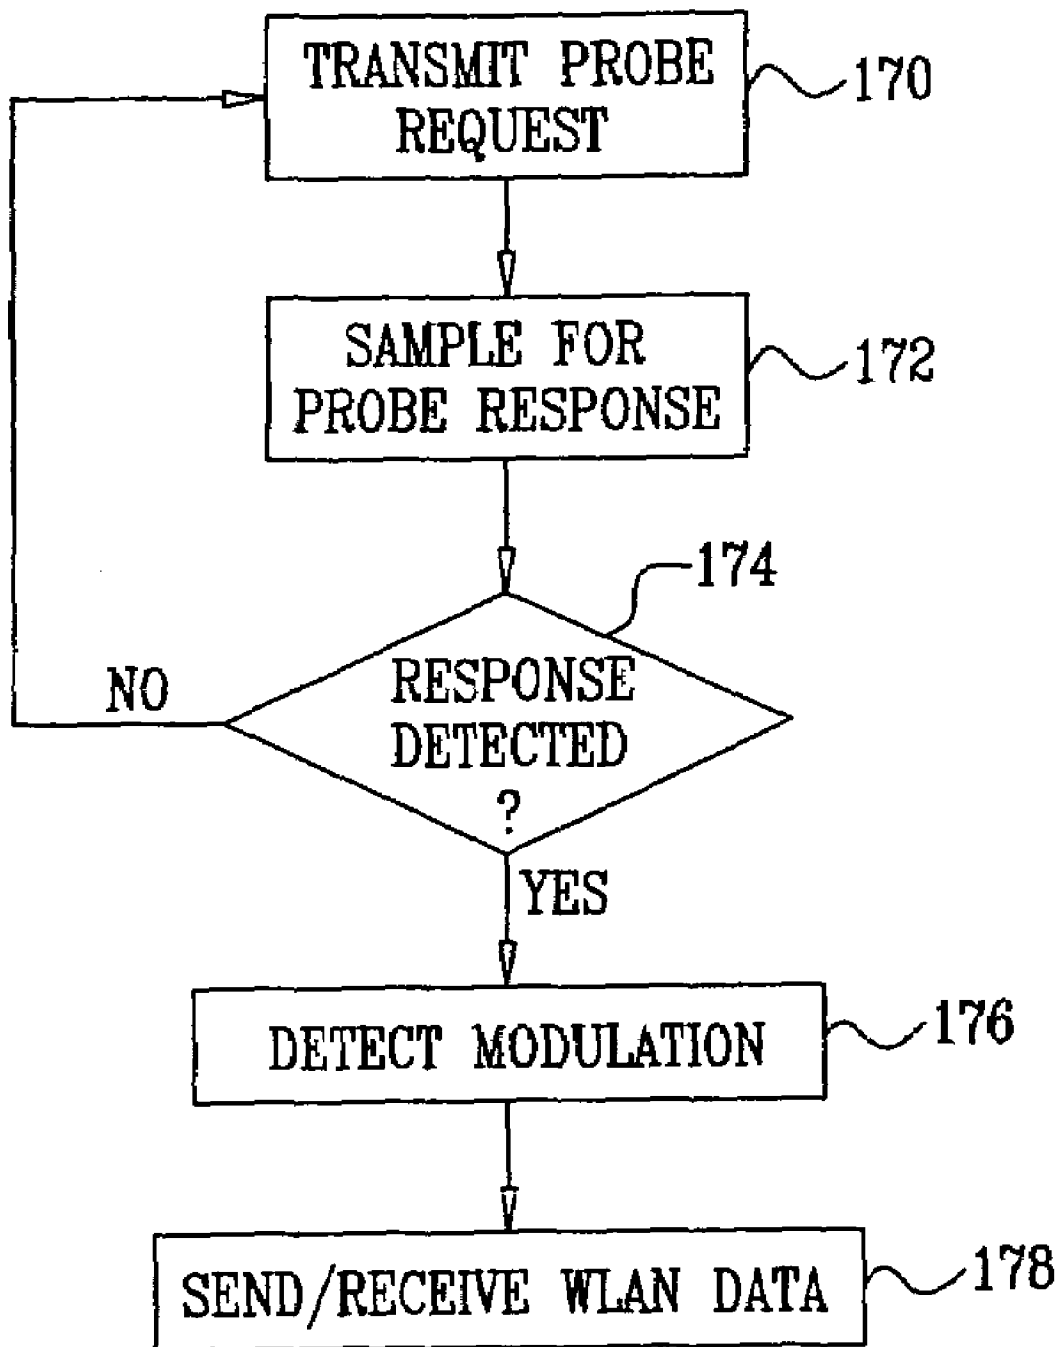 TRANSMIT PROBE
REQUEST
170
SAMPLE FOR
PROBE RESPONSE
172
174
RESPONSE
DETECTED
?
NO
YES
DETECT MODULATION
176
SEND/RECEIVE WLAN DATA
178